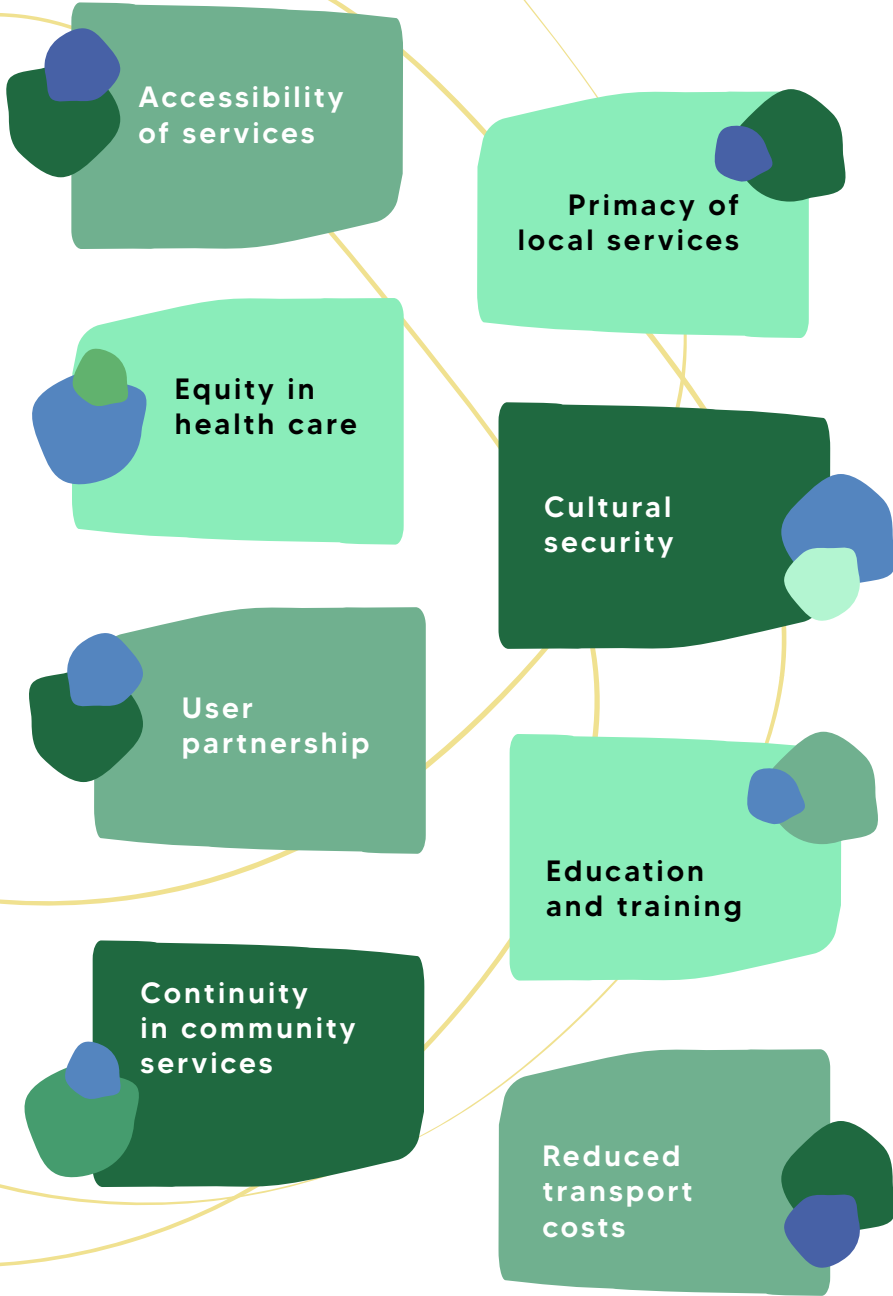 Accessibility
of services
Primacy of
local services
Equity in
health care
Cultural
security
User
partnership
Education
and training
Continuity
in community
services
Reduced
transport
costs